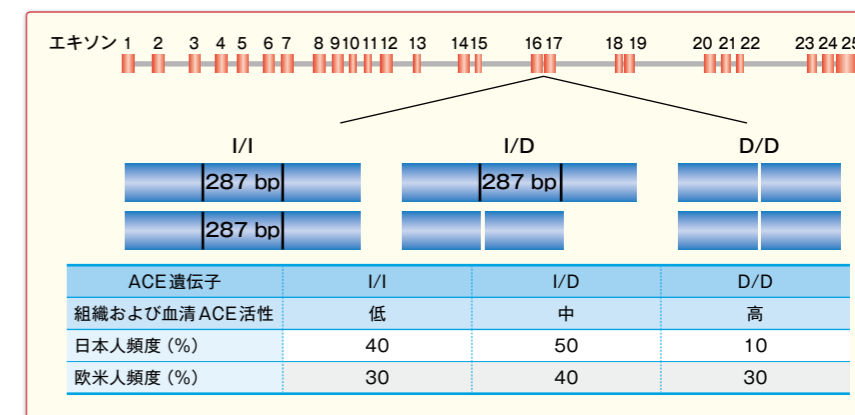 エキソン 1 2 3 4 5 6 7 8 9 10 11 12 13 14 15 16 17 18 19 20 21 22 23 24 25
I/I I/D D/D
287 bp 287 bp
287 bp
ACE遺伝子 I/I I/D D/D
組織および血清ACE活性 低 中 高
日本人頻度（%） 40 50 10
欧米人頻度（%） 30 40 30